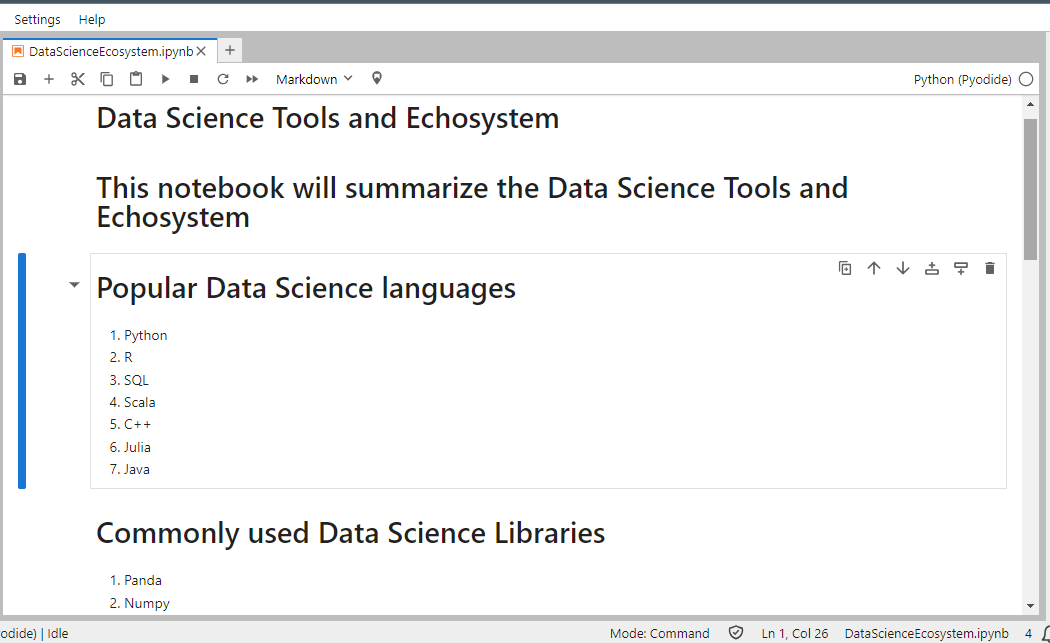 Settings Help
DataScienceEcosystem.ipynb
Markdown Python (Pyodide)
Data Science Tools and Echosystem
This notebook will summarize the Data Science Tools and
Echosystem
Popular Data Science languages
1. Python
2. R
3. SQL
4. Scala
5. C++
6. Julia
7. Java
Commonly used Data Science Libraries
1. Panda
2. Numpy
odide) | Idle Mode: Command Ln 1, Col 26 DataScienceEcosystem.ipynb 4